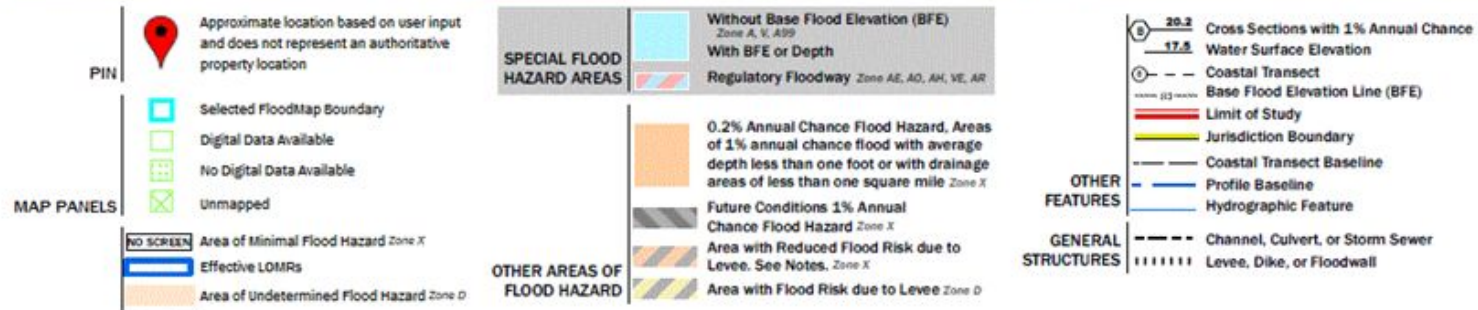 PIN
Approximate location based on user input
and does not represent an authoritative
property location
MAP PANELS
Selected FloodMap Boundary
Digital Data Available
No Digital Data Available
Unmapped
NO SCREEN Area of Minimal Flood Hazard Zone X
Effective LOMRs
Area of Undetermined Flood Hazard Zone D
SPECIAL FLOOD
HAZARD AREAS
Without Base Flood Elevation (BFE)
Zone A, V, A99
With BFE or Depth
Regulatory Floodway Zone AE, AO, AH, VE, AR
OTHER AREAS OF
FLOOD HAZARD
0.2% Annual Chance Flood Hazard, Areas
of 1% annual chance flood with average
depth less than one foot or with drainage
areas of less than one square mile Zone X
Future Conditions 1% Annual
Chance Flood Hazard Zone X
Area with Reduced Flood Risk due to
Levee. See Notes. Zone X
Area with Flood Risk due to Levee Zone D
OTHER
FEATURES
20.2 Cross Sections with 1% Annual Chance
17.5 Water Surface Elevation
Coastal Transect
Base Flood Elevation Line (BFE)
Limit of Study
Jurisdiction Boundary
Coastal Transect Baseline
Profile Baseline
Hydrographic Feature
GENERAL
STRUCTURES
Channel, Culvert, or Storm Sewer
Levee, Dike, or Floodwall